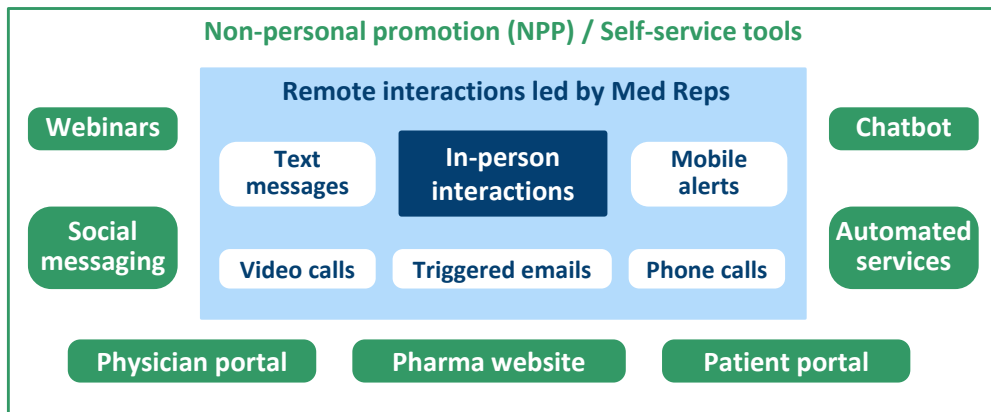 Non-personal promotion (NPP) / Self-service tools
Remote interactions led by Med Reps
Webinars
Text
messages
In-person
interactions
Mobile
alerts
Chatbot
Social
messaging
Video calls
Triggered emails
Phone calls
Automated
services
Physician portal
Pharma website
Patient portal